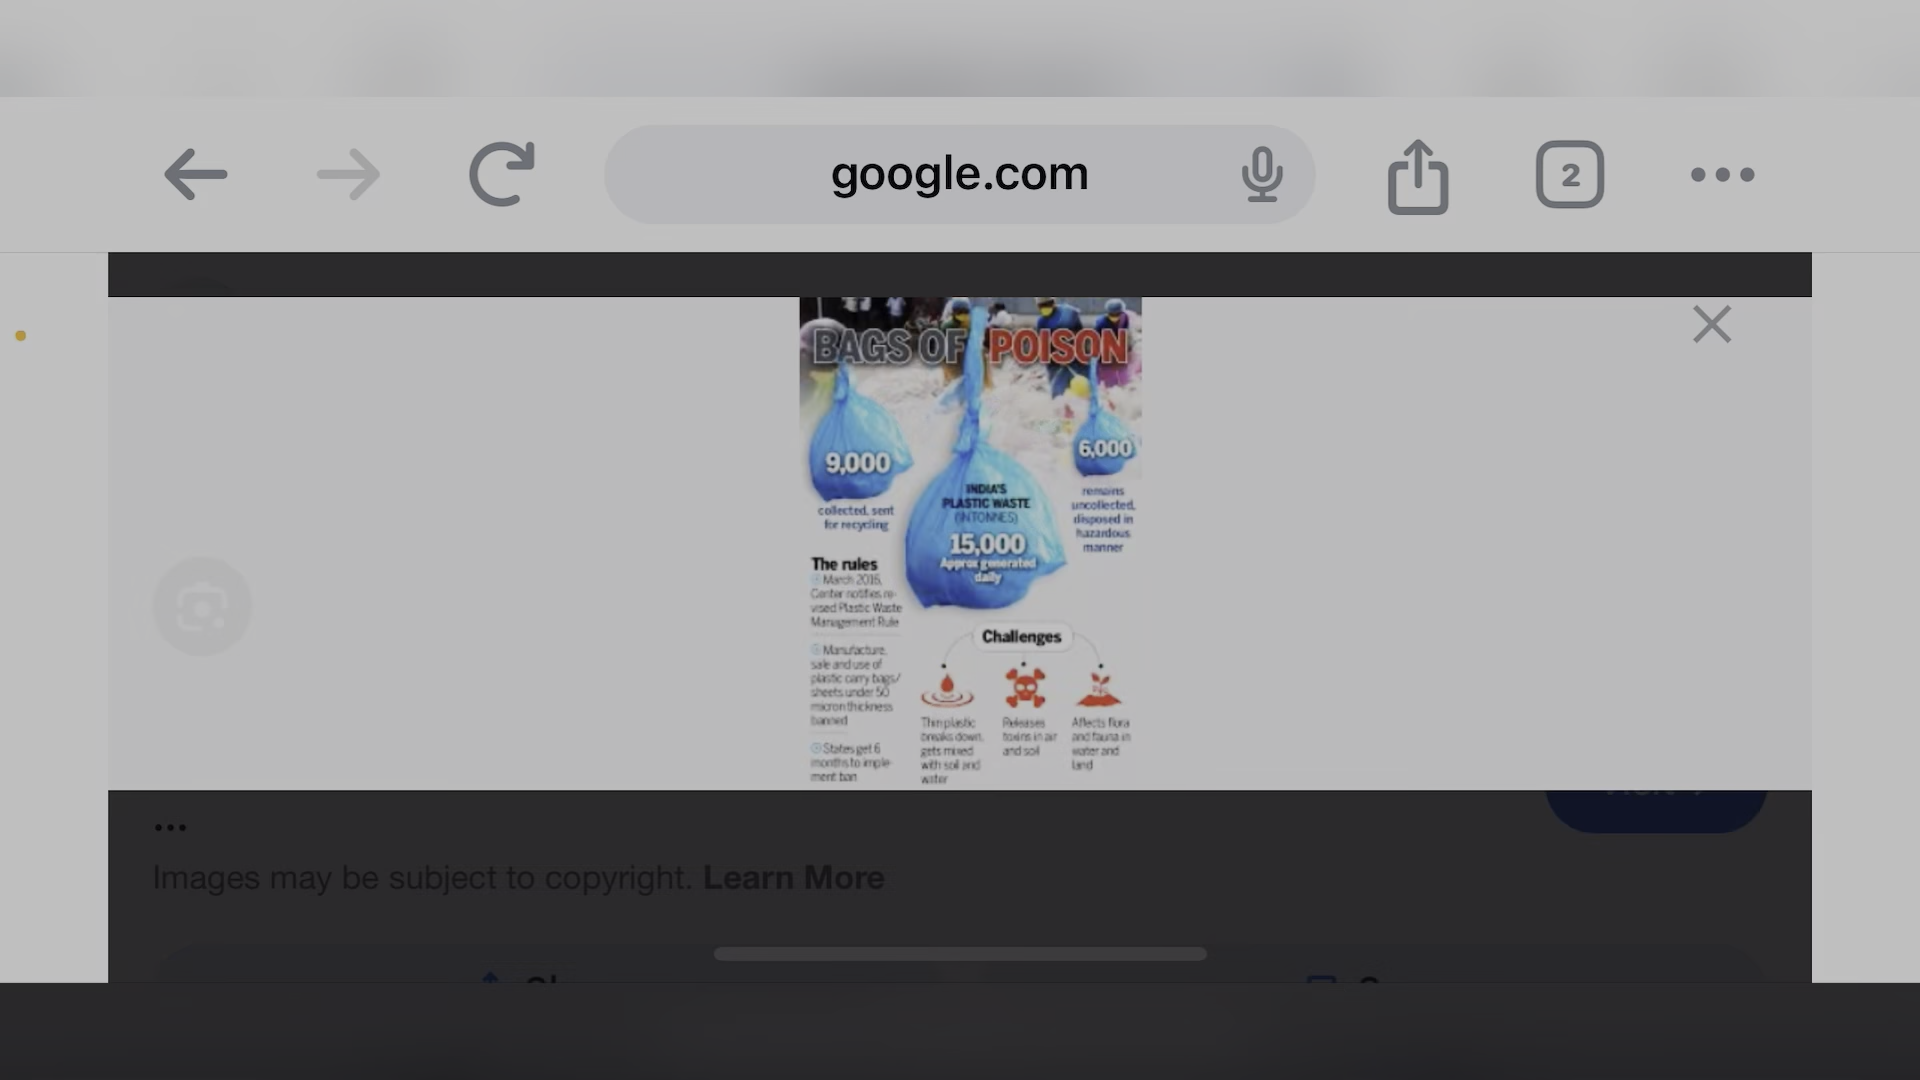 google.com
2
BAGS OF POISON
9,000
collected, sent
for recycling
INDIA'S
PLASTIC WASTE
(IN TONNES)
15,000
Approx generated
daily
6,000
remains
uncollected,
disposed in
hazardous
manner
The rules
March 2016,
Center notifies re-
vised Plastic Waste
Management Rule
Manufacture,
sale and use of
plastic carry bags/
sheets under 50
micron thickness
banned
States get 6
months to imple-
ment ban
Challenges
Thin plastic
breaks down,
gets mixed
with soil and
water
Releases
toxins in air
and soil
Affects flora
and fauna in
water and
land
...
Images may be subject to copyright. Learn More